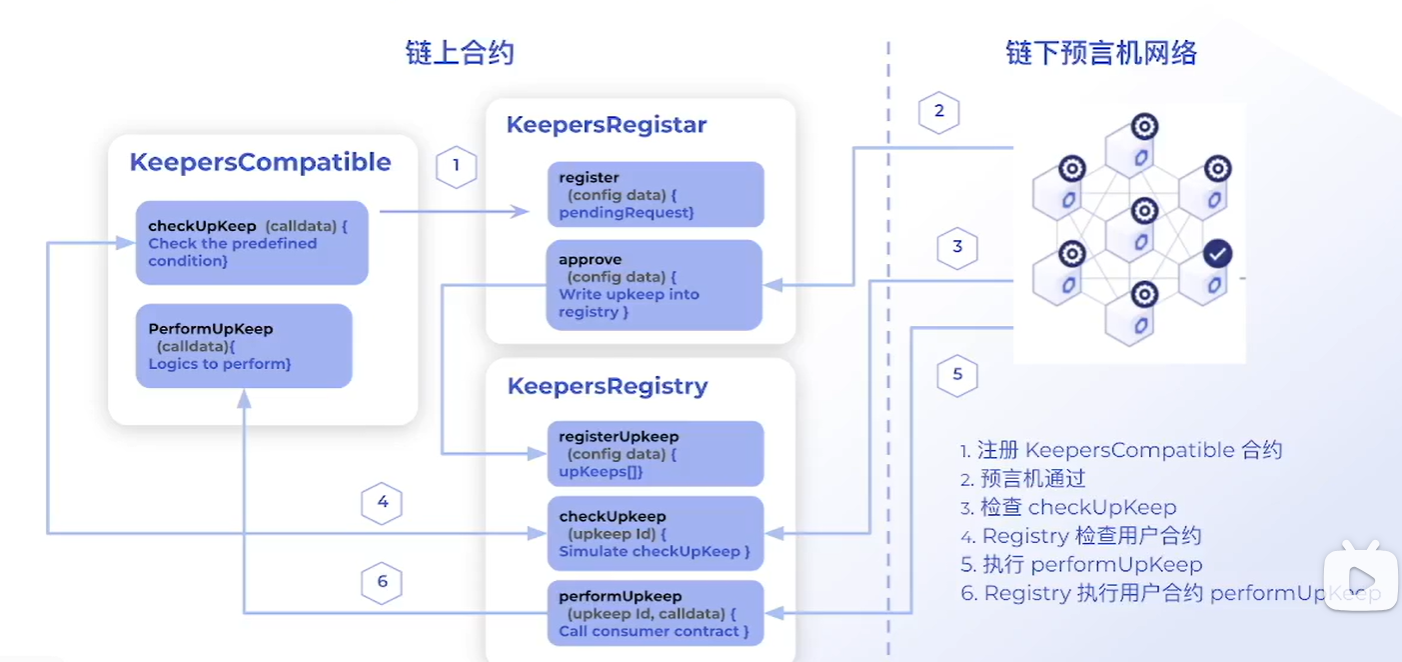 链上合约
链下预言机网络
KeepersCompatible
checkUpKeep (calldata) {
Check the predefined
condition}
PerformUpKeep
(calldata){
Logics to perform}
1
KeepersRegistar
register
(config data) {
pendingRequest}
approve
(config data) {
Write upkeep into
registry }
KeepersRegistry
registerUpkeep
(config data) {
upKeeps[]}
checkUpkeep
(upkeep Id) {
Simulate checkUpKeep }
performUpkeep
(upkeep Id, calldata) {
Call consumer contract }
4
6
2
3
5
1. 注册 KeepersCompatible 合约
2. 预言机通过
3. 检查 checkUpKeep
4. Registry 检查用户合约
5. 执行 performUpKeep
6. Registry 执行用户合约 performUpKeep